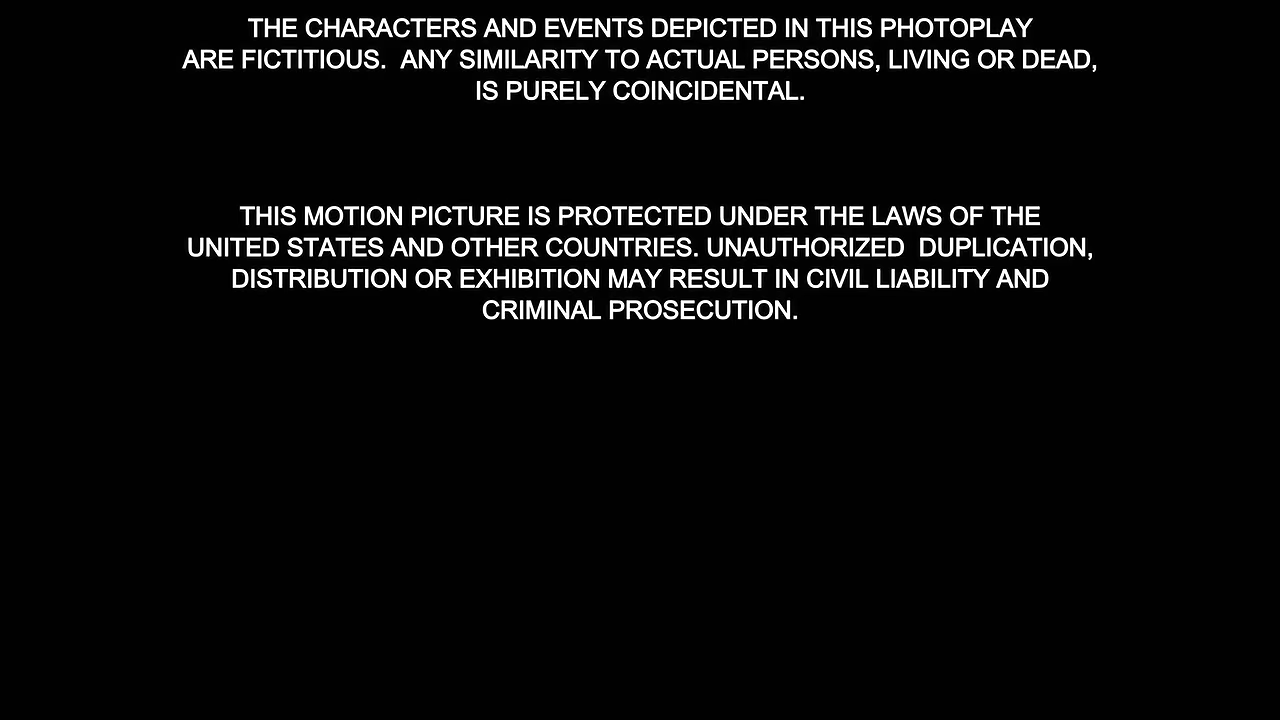 THE CHARACTERS AND EVENTS DEPICTED IN THIS PHOTOPLAY
ARE FICTITIOUS.  ANY SIMILARITY TO ACTUAL PERSONS, LIVING OR DEAD,
IS PURELY COINCIDENTAL.
THIS MOTION PICTURE IS PROTECTED UNDER THE LAWS OF THE
UNITED STATES AND OTHER COUNTRIES. UNAUTHORIZED  DUPLICATION,
DISTRIBUTION OR EXHIBITION MAY RESULT IN CIVIL LIABILITY AND
CRIMINAL PROSECUTION.